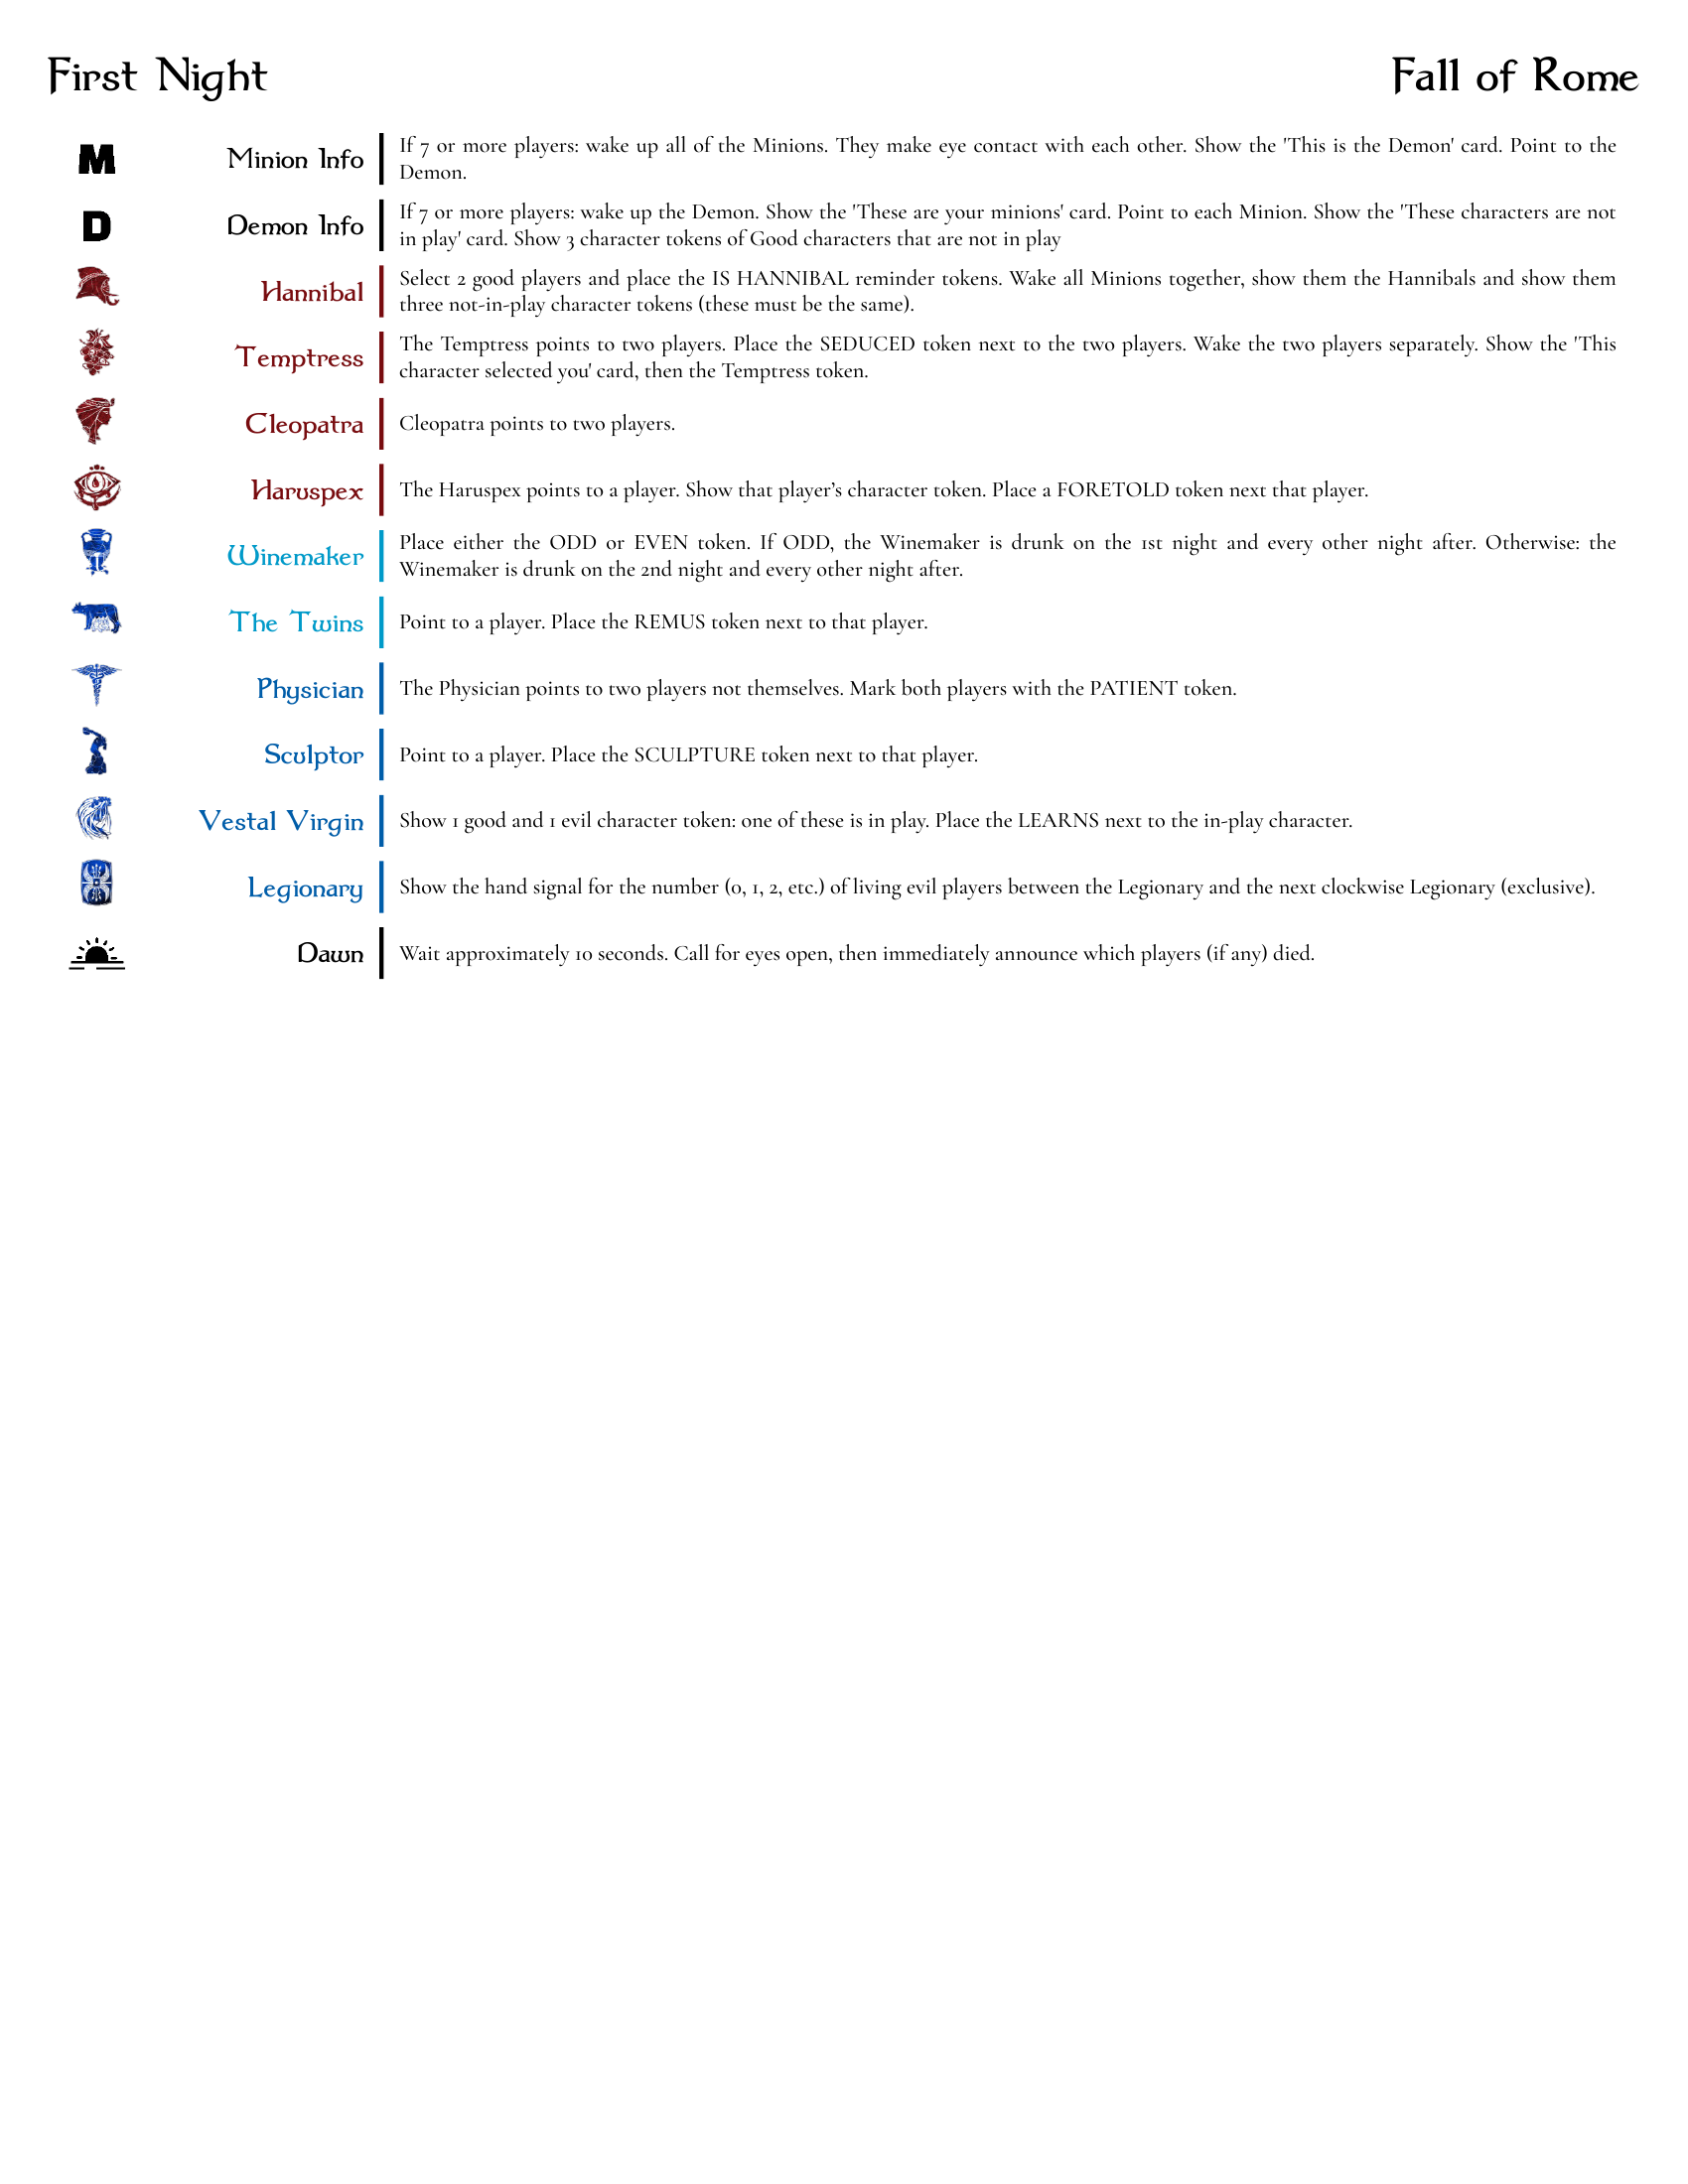 First Night
Fall of Rome
M
Minion Info
If 7 or more players: wake up all of the Minions. They make eye contact with each other. Show the 'This is the Demon' card. Point to the
Demon.
D
Demon Info
If 7 or more players: wake up the Demon. Show the 'These are your minions' card. Point to each Minion. Show the 'These characters are not
in play' card. Show 3 character tokens of Good characters that are not in play
Hannibal
Select 2 good players and place the IS HANNIBAL reminder tokens. Wake all Minions together, show them the Hannibals and show them
three not-in-play character tokens (these must be the same).
Temptress
The Temptress points to two players. Place the SEDUCED token next to the two players. Wake the two players separately. Show the 'This
character selected you' card, then the Temptress token.
Cleopatra
Cleopatra points to two players.
Haruspex
The Haruspex points to a player. Show that player’s character token. Place a FORETOLD token next that player.
Winemaker
Place either the ODD or EVEN token. If ODD, the Winemaker is drunk on the 1st night and every other night after. Otherwise: the
Winemaker is drunk on the 2nd night and every other night after.
The Twins
Point to a player. Place the REMUS token next to that player.
Physician
The Physician points to two players not themselves. Mark both players with the PATIENT token.
Sculptor
Point to a player. Place the SCULPTURE token next to that player.
Vestal Virgin
Show 1 good and 1 evil character token: one of these is in play. Place the LEARNS next to the in-play character.
Legionary
Show the hand signal for the number (0, 1, 2, etc.) of living evil players between the Legionary and the next clockwise Legionary (exclusive).
Dawn
Wait approximately 10 seconds. Call for eyes open, then immediately announce which players (if any) died.